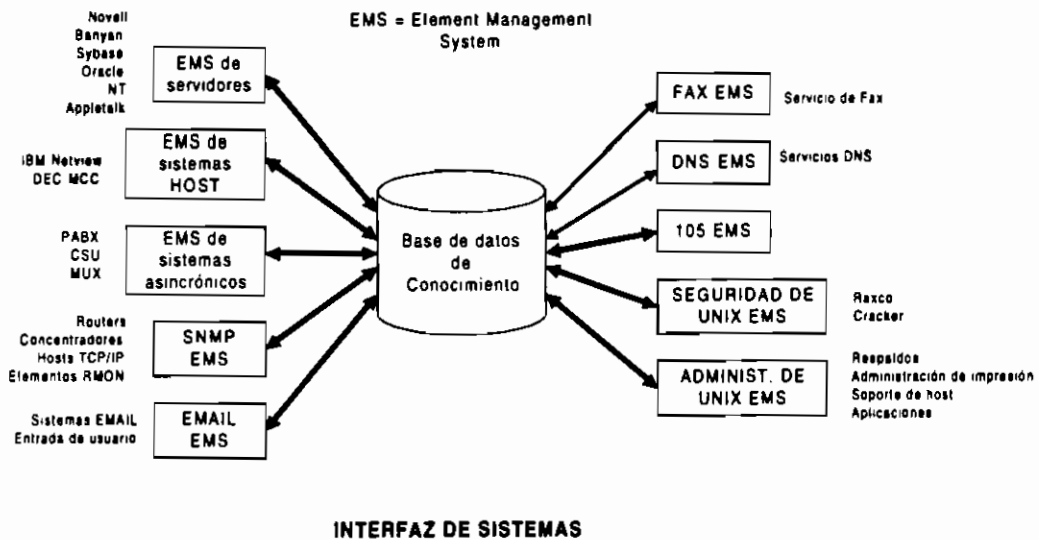 EMS = Element Management
System
Novell
Banyan
Sybase
Oracle
NT
Appletalk
EMS de
servidores
IBM Netview
DEC MCC
EMS de
sistemas
HOST
PABX
CSU
MUX
EMS de
sistemas
asincrónicos
Routers
Concentradores
Hosts TCP/IP
Elementos RMON
SNMP
EMS
Sistemas EMAIL
Entrada de usuario
EMAIL
EMS
Base de datos
de
Conocimiento
FAX EMS
Servicio de Fax
DNS EMS
Servicios DNS
105 EMS
SEGURIDAD DE
UNIX EMS
Raxco
Cracker
ADMINIST. DE
UNIX EMS
Respaldos
Administración de impresión
Soporte de host
Aplicaciones
INTERFAZ DE SISTEMAS